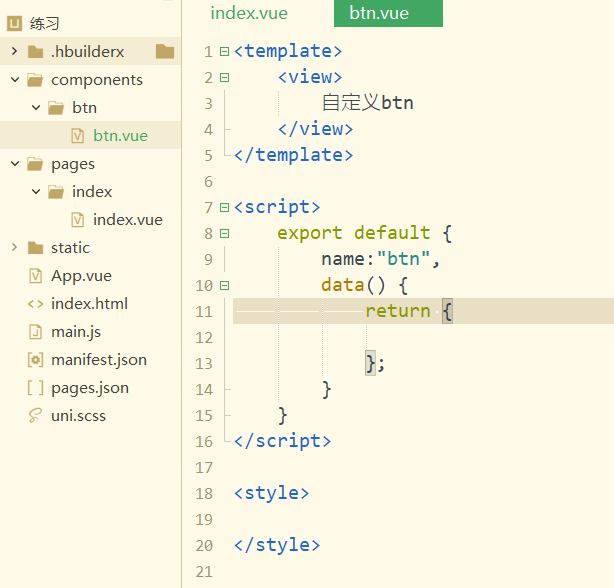 练习
.hbuilderx
components
btn
btn.vue
pages
index
index.vue
static
App.vue
index.html
main.js
manifest.json
pages.json
uni.scss
index.vue
btn.vue
1 <template>
2 <view>
3 自定义btn
4 </view>
5 </template>
6
7 <script>
8 export default {
9 name:"btn",
10 data() {
11 return {
12
13 };
14 }
15 }
16 </script>
17
18 <style>
19
20 </style>
21